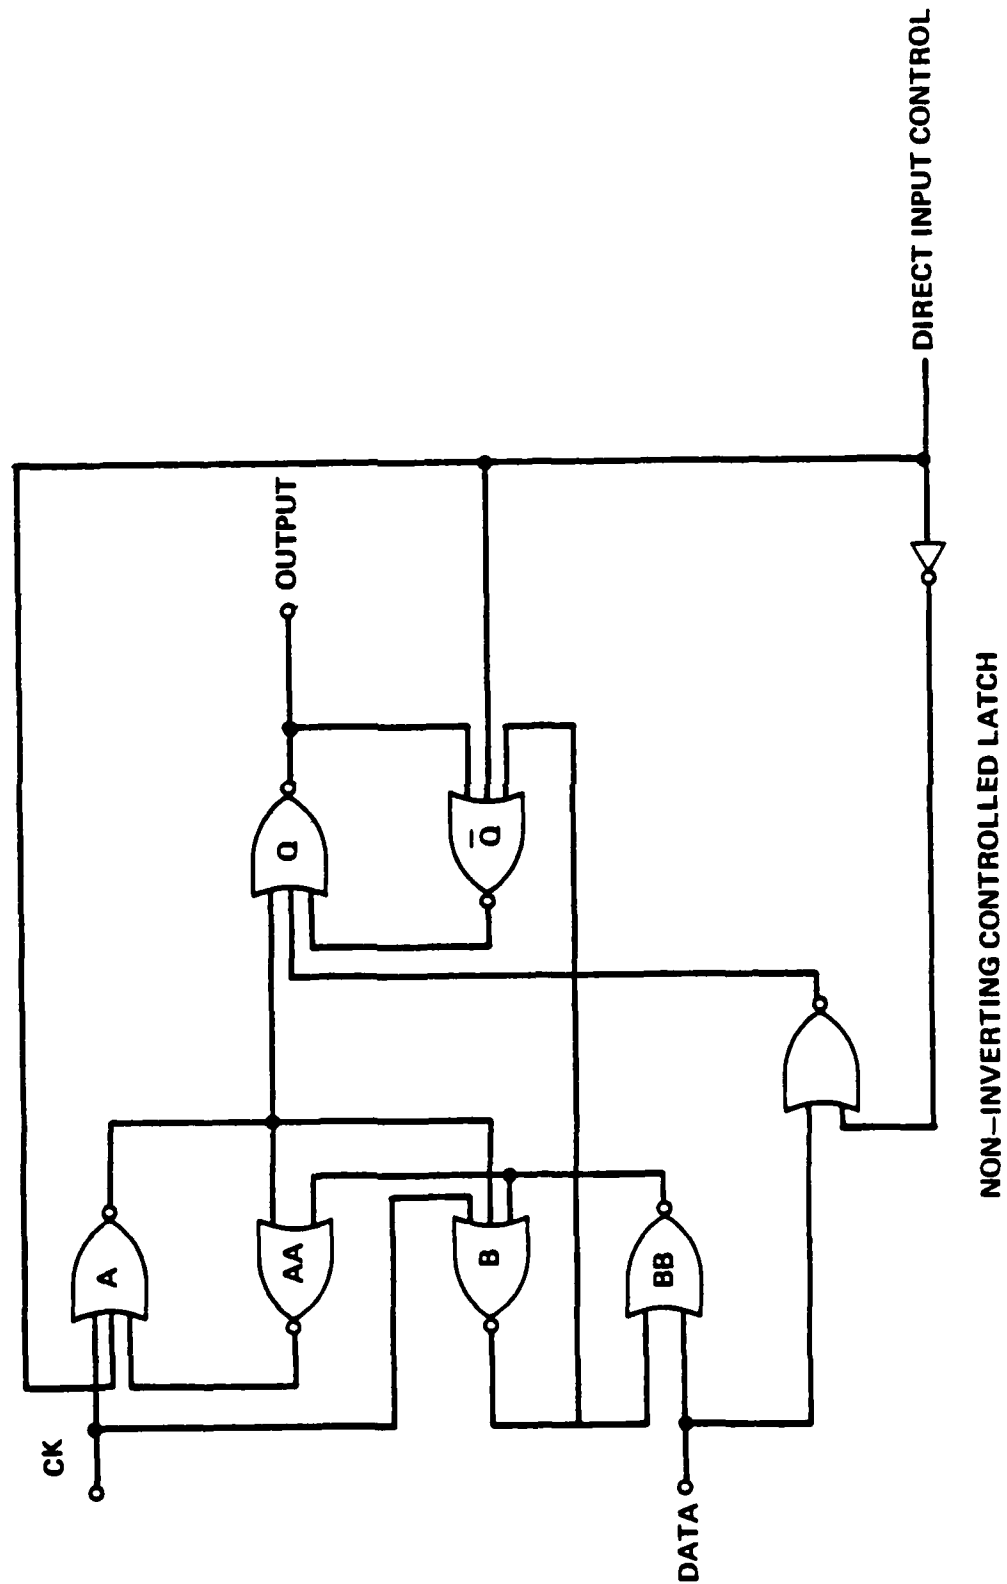 CK
DATA
A
AA
B
BB
Q
Q̅
OUTPUT
DIRECT INPUT CONTROL
NON–INVERTING CONTROLLED LATCH